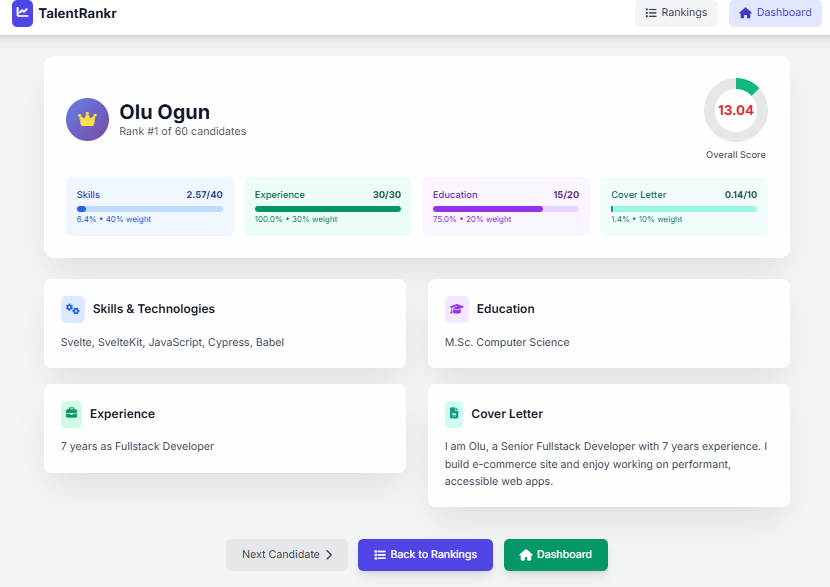 TalentRankr
Rankings
Dashboard
Olu Ogun
Rank #1 of 60 candidates
13.04
Overall Score
Skills 2.57/40
6.4% • 40% weight
Experience 30/30
100.0% • 30% weight
Education 15/20
75.0% • 20% weight
Cover Letter 0.14/10
1.4% • 10% weight
Skills & Technologies
Svelte, SvelteKit, JavaScript, Cypress, Babel
Education
M.Sc. Computer Science
Experience
7 years as Fullstack Developer
Cover Letter
I am Olu, a Senior Fullstack Developer with 7 years experience. I
build e-commerce site and enjoy working on performant,
accessible web apps.
Next Candidate
Back to Rankings
Dashboard